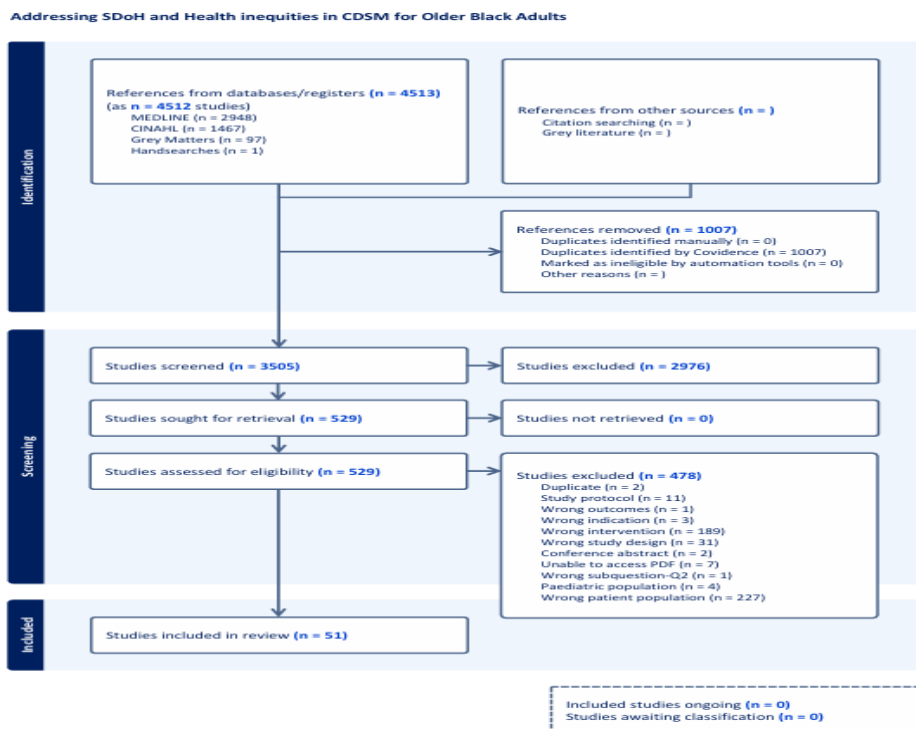 Addressing SDoH and Health inequities in CDSM for Older Black Adults
Identification
References from databases/registers (n = 4513)
(as n = 4512 studies)
MEDLINE (n = 2948)
CINAHL (n = 1467)
Grey Matters (n = 97)
Handsearches (n = 1)
References from other sources (n = )
Citation searching (n = )
Grey literature (n = )
References removed (n = 1007)
Duplicates identified manually (n = 0)
Duplicates identified by Covidence (n = 1007)
Marked as ineligible by automation tools (n = 0)
Other reasons (n = )
Screening
Studies screened (n = 3505)
Studies excluded (n = 2976)
Studies sought for retrieval (n = 529)
Studies not retrieved (n = 0)
Studies assessed for eligibility (n = 529)
Studies excluded (n = 478)
Duplicate (n = 2)
Study protocol (n = 11)
Wrong outcomes (n = 1)
Wrong indication (n = 3)
Wrong intervention (n = 189)
Wrong study design (n = 31)
Conference abstract (n = 2)
Unable to access PDF (n = 7)
Wrong subquestion-Q2 (n = 1)
Paediatric population (n = 4)
Wrong patient population (n = 227)
Included
Studies included in review (n = 51)
Included studies ongoing (n = 0)
Studies awaiting classification (n = 0)